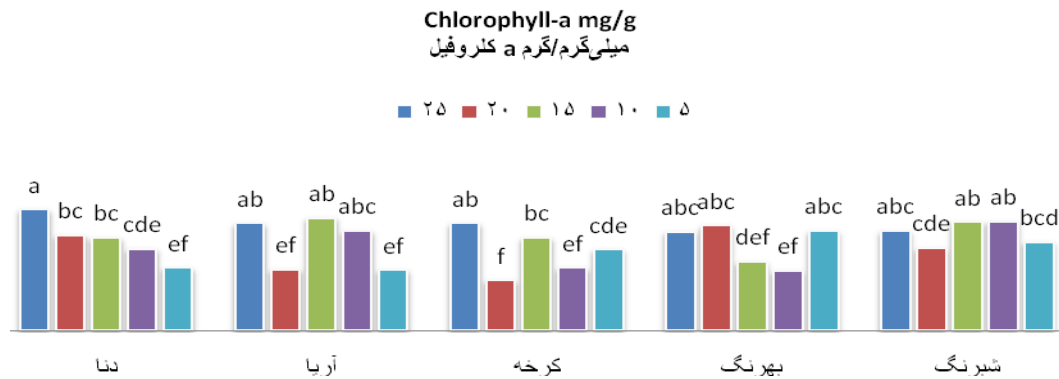 Chlorophyll-a mg/g
میلی‌گرم/گرم a کلروفیل
۲۵ ۲۰ ۱۵ ۱۰ ۵
a bc bc cde ef ab ef ab abc ef ab f bc ef cde abc abc def ef abc abc cde ab ab bcd
دنا آریا کرخه بهرنگ شبرنگ